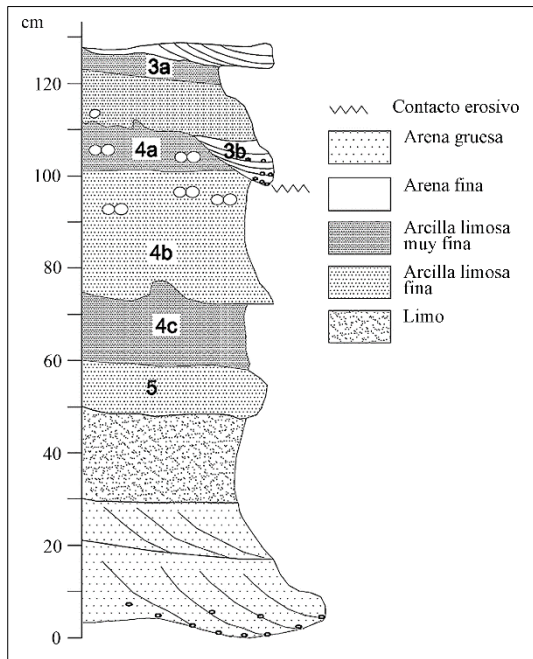 cm
120
100
80
60
40
20
0
3a
4a
3b
4b
4c
5
Contacto erosivo
Arena gruesa
Arena fina
Arcilla limosa
muy fina
Arcilla limosa
fina
Limo